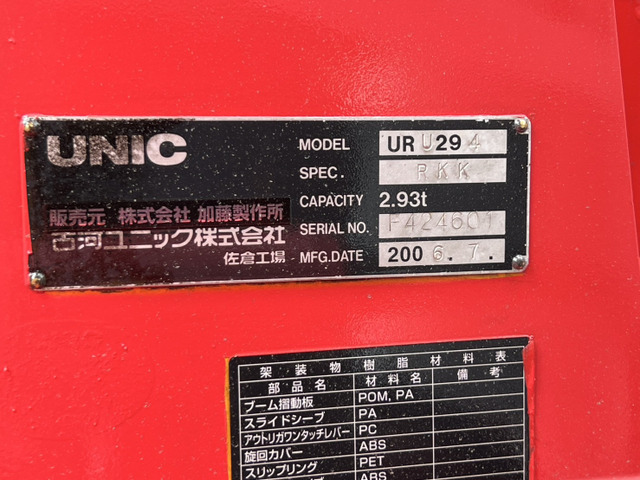 UNIC
販売元 株式会社 加藤製作所
古河ユニック株式会社
佐倉工場
MODEL UR U294
SPEC. RKK
CAPACITY 2.93t
SERIAL NO. F424601
MFG.DATE 2006.7.
架装物樹脂材料表
部品名 材料名 備考
ブーム摺動板 POM, PA
スライドシーブ PA
アウトリガワンタッチレバー PC
旋回カバー ABS
スリップリング PET
ABS